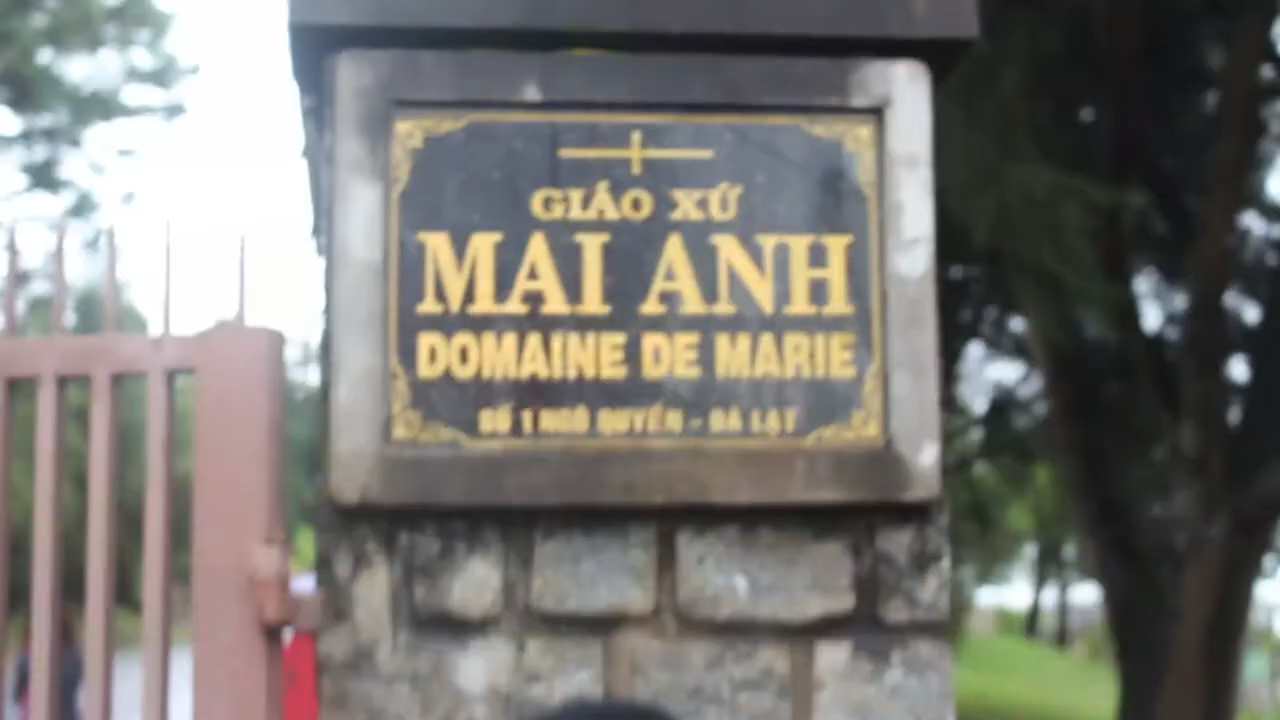 GIÁO XỨ
MAI ANH
DOMAINE DE MARIE
SỐ 1 NGÔ QUYỀN - ĐÀ LẠT